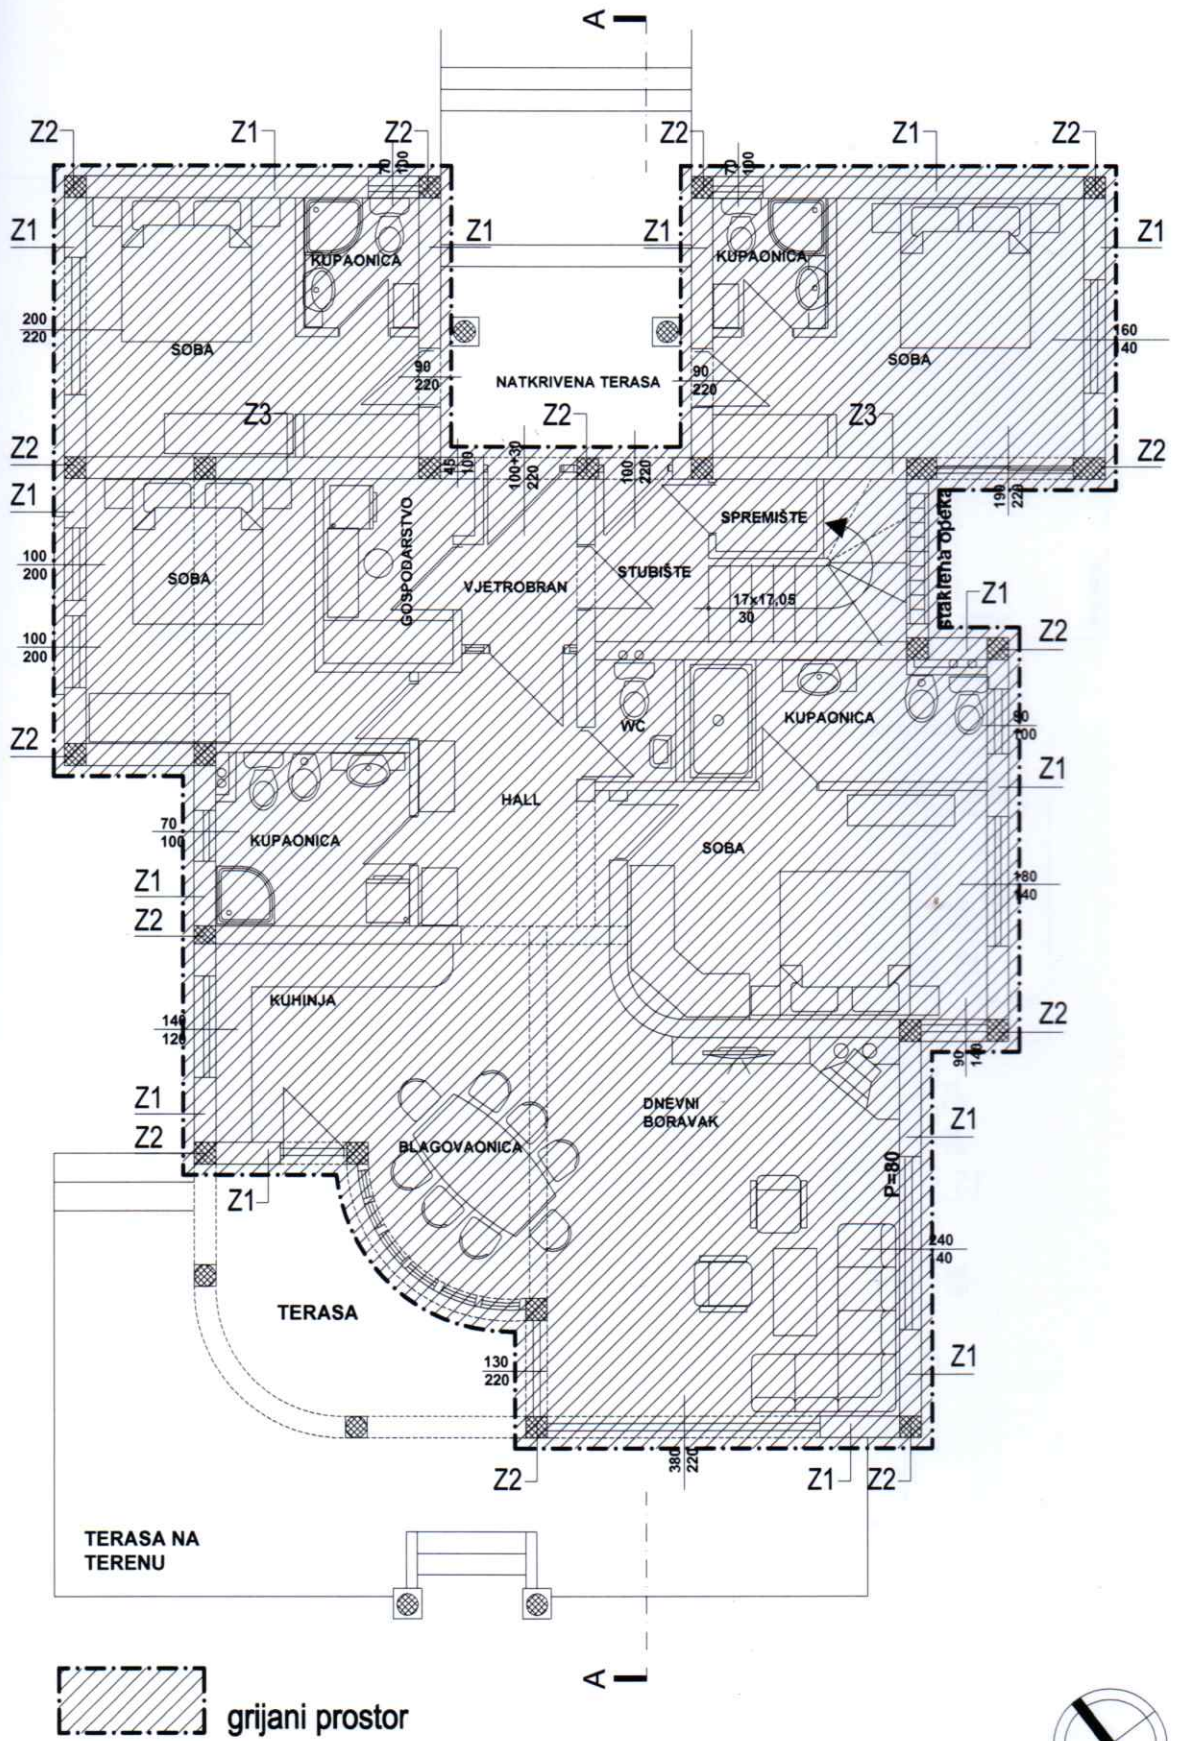 A
Z2
Z1
Z2
Z2
Z1
Z2
70
100
70
100
Z1
Z1
Z1
Z1
KUPAONICA
KUPAONICA
200
220
SOBA
60
40
SOBA
90
220
NATKRIVENA TERASA
90
220
Z3
Z2
Z3
Z2
Z2
45
100
100+30
220
100
220
190
220
Z1
GOSPODARSTVO
SPREMIŠTE
staklena opeka
100
200
SOBA
VJETROBRAN
STUBIŠTE
17x17,05
30
Z1
Z2
100
200
Z2
WC
KUPAONICA
90
100
Z1
HALL
70
100
KUPAONICA
SOBA
Z1
180
140
Z2
KUHINJA
140
120
Z2
90
140
Z1
DNEVNI
BORAVAK
Z1
Z2
BLAGOVAONICA
P=80
Z1
240
140
TERASA
130
220
Z1
380
220
Z2
Z1
Z2
TERASA NA
TERENU
A
grijani prostor